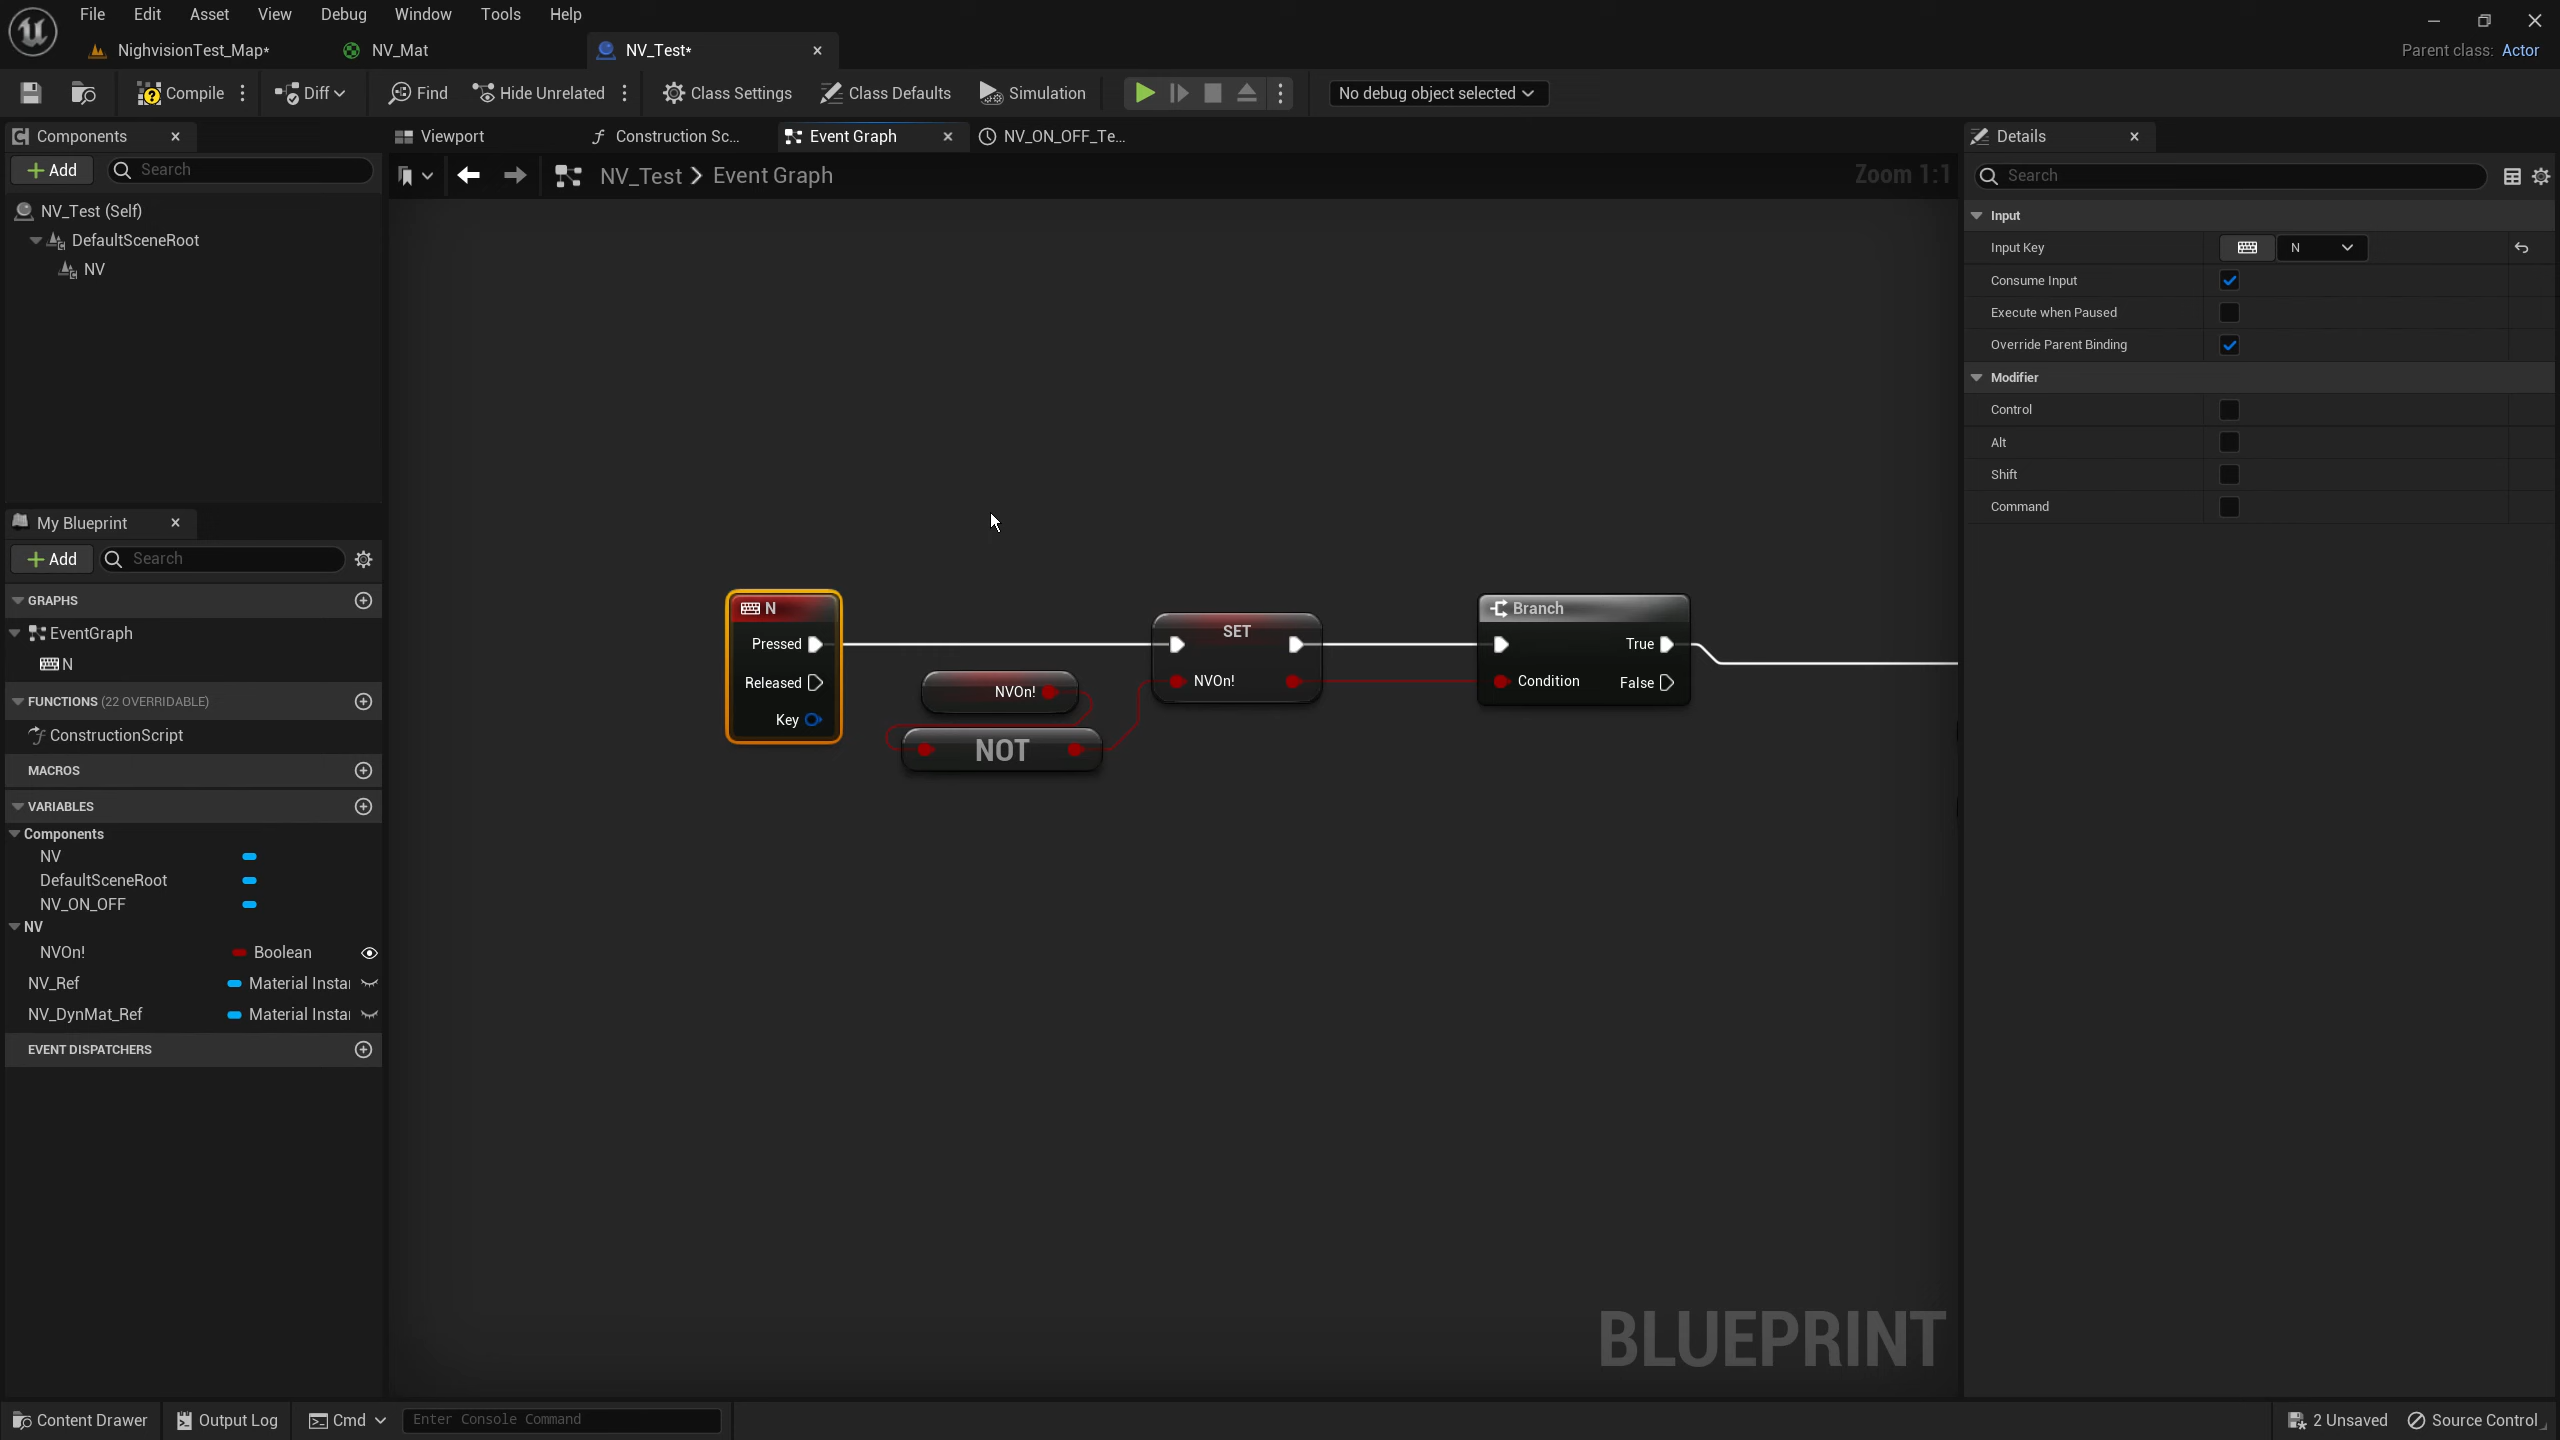 File Edit Asset View Debug Window Tools Help
NighvisionTest_Map* NV_Mat NV_Test* Parent class: Actor
Compile Diff Find Hide Unrelated Class Settings Class Defaults Simulation No debug object selected
Components Viewport Construction Sc... Event Graph NV_ON_OFF_Te... Details
Add Search NV_Test Event Graph Zoom 1:1 Search
NV_Test (Self)
DefaultSceneRoot
NV
Input
Input Key N
Consume Input
Execute when Paused
Override Parent Binding
Modifier
Control
Alt
Shift
Command
My Blueprint
Add Search
GRAPHS
EventGraph
N
FUNCTIONS (22 OVERRIDABLE)
ConstructionScript
MACROS
VARIABLES
Components
NV
DefaultSceneRoot
NV_ON_OFF
NV
NVOn! Boolean
NV_Ref Material Instai
NV_DynMat_Ref Material Instai
EVENT DISPATCHERS
N
Pressed
Released
Key
NVOn!
NOT
SET
NVOn!
Branch
True
Condition False
BLUEPRINT
Content Drawer Output Log Cmd Enter Console Command 2 Unsaved Source Control